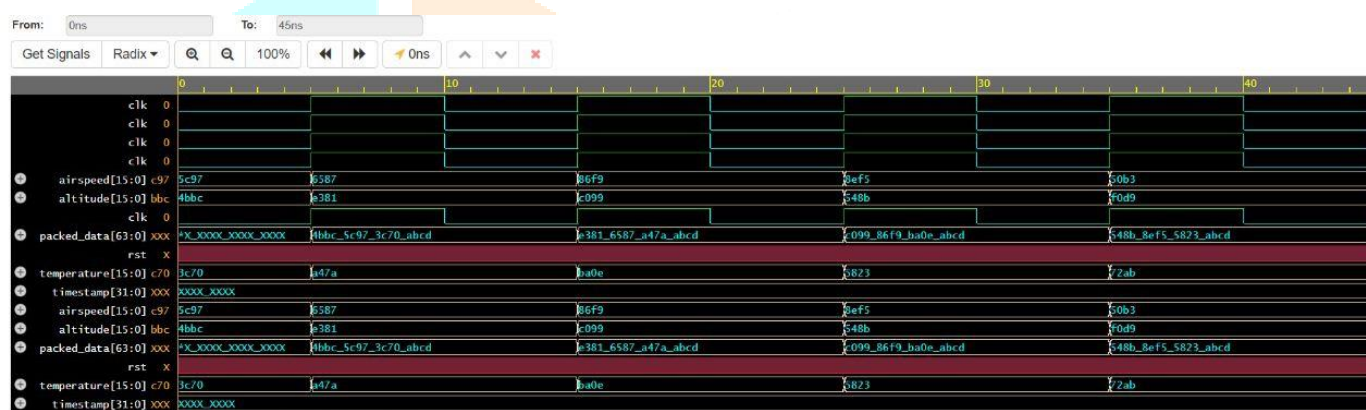 From: 0ns To: 45ns
Get Signals Radix 100% 0ns
0 10 20 30 40
clk 0
clk 0
clk 0
clk 0
airspeed[15:0] c97 5c97 6587 86f9 8ef5 50b3
altitude[15:0] bbc 4bbc e381 c099 548b f0d9
clk 0
packed_data[63:0] XXX *X_XXXX_XXXX_XXXX 4bbc_5c97_3c70_abcd e381_6587_a47a_abcd c099_86f9_ba0e_abcd 548b_8ef5_5823_abcd
rst X
temperature[15:0] c70 3c70 a47a ba0e 5823 72ab
timestamp[31:0] XXX XXXX_XXXX
airspeed[15:0] c97 5c97 6587 86f9 8ef5 50b3
altitude[15:0] bbc 4bbc e381 c099 548b f0d9
packed_data[63:0] XXX *X_XXXX_XXXX_XXXX 4bbc_5c97_3c70_abcd e381_6587_a47a_abcd c099_86f9_ba0e_abcd 548b_8ef5_5823_abcd
rst X
temperature[15:0] c70 3c70 a47a ba0e 5823 72ab
timestamp[31:0] XXX XXXX_XXXX